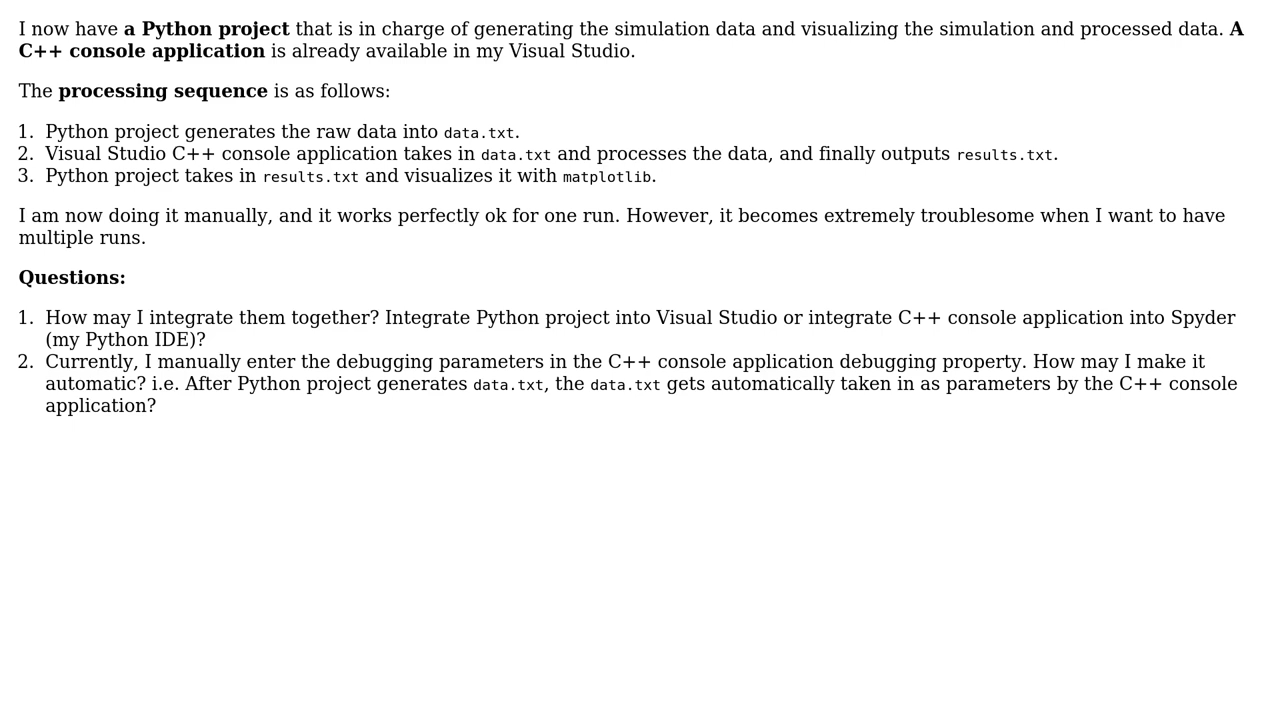 I now have a Python project that is in charge of generating the simulation data and visualizing the simulation and processed data. A
C++ console application is already available in my Visual Studio.
The processing sequence is as follows:
1. Python project generates the raw data into data.txt.
2. Visual Studio C++ console application takes in data.txt and processes the data, and finally outputs results.txt.
3. Python project takes in results.txt and visualizes it with matplotlib.
I am now doing it manually, and it works perfectly ok for one run. However, it becomes extremely troublesome when I want to have
multiple runs.
Questions:
1. How may I integrate them together? Integrate Python project into Visual Studio or integrate C++ console application into Spyder
(my Python IDE)?
2. Currently, I manually enter the debugging parameters in the C++ console application debugging property. How may I make it
automatic? i.e. After Python project generates data.txt, the data.txt gets automatically taken in as parameters by the C++ console
application?